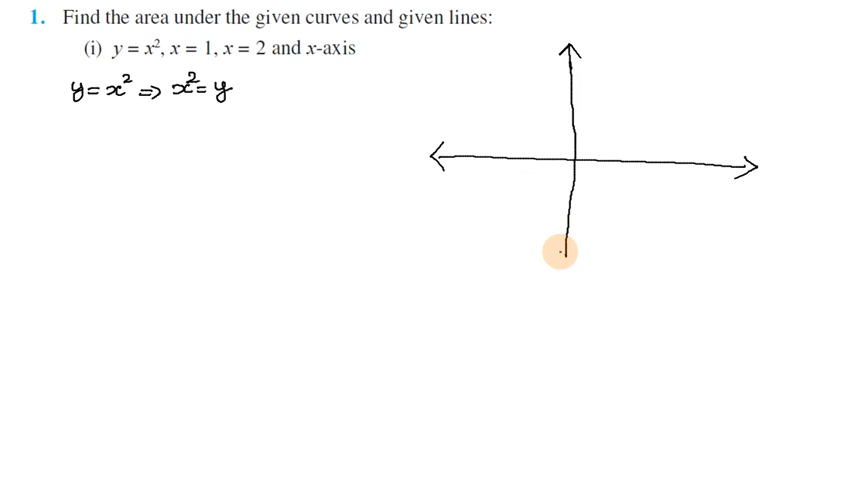 1. Find the area under the given curves and given lines:
(i) y = x², x = 1, x = 2 and x-axis
y = x² ⇒ x² = y